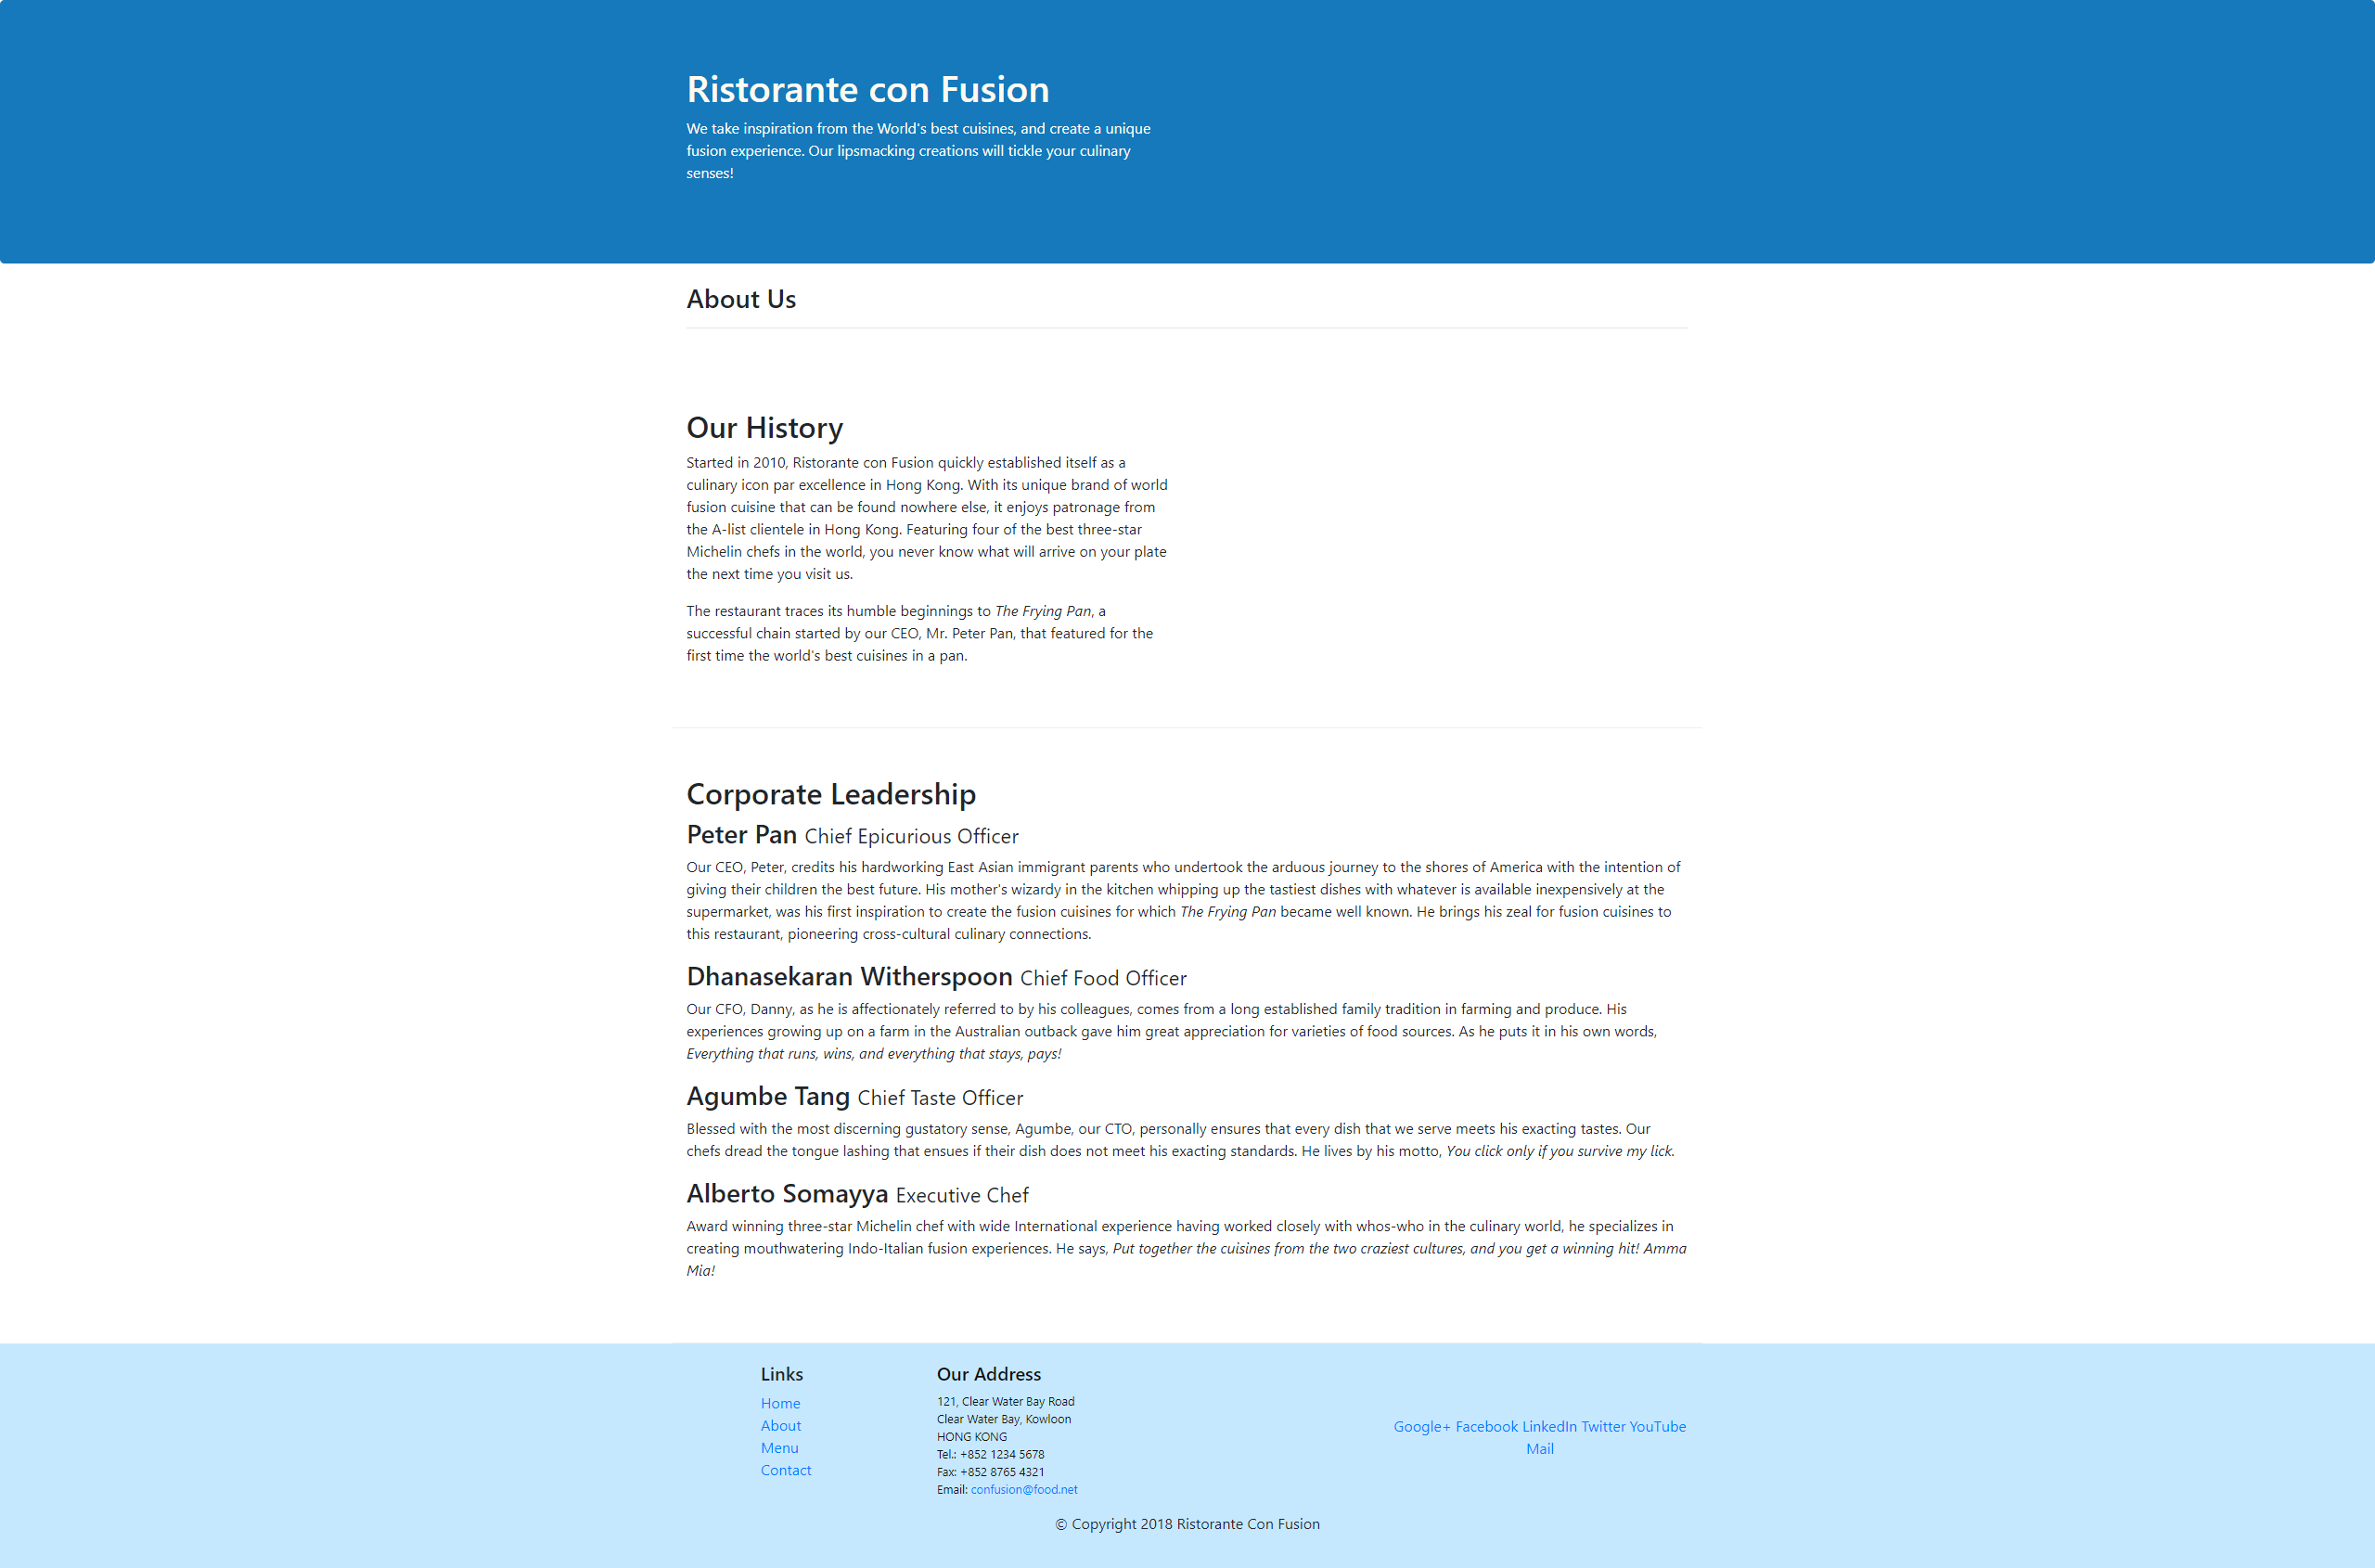 Ristorante con Fusion
We take inspiration from the World's best cuisines, and create a unique
fusion experience. Our lipsmacking creations will tickle your culinary
senses!
About Us
Our History
Started in 2010, Ristorante con Fusion quickly established itself as a
culinary icon par excellence in Hong Kong. With its unique brand of world
fusion cuisine that can be found nowhere else, it enjoys patronage from
the A-list clientele in Hong Kong. Featuring four of the best three-star
Michelin chefs in the world, you never know what will arrive on your plate
the next time you visit us.
The restaurant traces its humble beginnings to The Frying Pan, a
successful chain started by our CEO, Mr. Peter Pan, that featured for the
first time the world's best cuisines in a pan.
Corporate Leadership
Peter Pan Chief Epicurious Officer
Our CEO, Peter, credits his hardworking East Asian immigrant parents who undertook the arduous journey to the shores of America with the intention of
giving their children the best future. His mother's wizardy in the kitchen whipping up the tastiest dishes with whatever is available inexpensively at the
supermarket, was his first inspiration to create the fusion cuisines for which The Frying Pan became well known. He brings his zeal for fusion cuisines to
this restaurant, pioneering cross-cultural culinary connections.
Dhanasekaran Witherspoon Chief Food Officer
Our CFO, Danny, as he is affectionately referred to by his colleagues, comes from a long established family tradition in farming and produce. His
experiences growing up on a farm in the Australian outback gave him great appreciation for varieties of food sources. As he puts it in his own words,
Everything that runs, wins, and everything that stays, pays!
Agumbe Tang Chief Taste Officer
Blessed with the most discerning gustatory sense, Agumbe, our CTO, personally ensures that every dish that we serve meets his exacting tastes. Our
chefs dread the tongue lashing that ensues if their dish does not meet his exacting standards. He lives by his motto, You click only if you survive my lick.
Alberto Somayya Executive Chef
Award winning three-star Michelin chef with wide International experience having worked closely with whos-who in the culinary world, he specializes in
creating mouthwatering Indo-Italian fusion experiences. He says, Put together the cuisines from the two craziest cultures, and you get a winning hit! Amma
Mia!
Links
Home
About
Menu
Contact
Our Address
121, Clear Water Bay Road
Clear Water Bay, Kowloon
HONG KONG
Tel.: +852 1234 5678
Fax: +852 8765 4321
Email: confusion@food.net
Google+ Facebook LinkedIn Twitter YouTube
Mail
© Copyright 2018 Ristorante Con Fusion